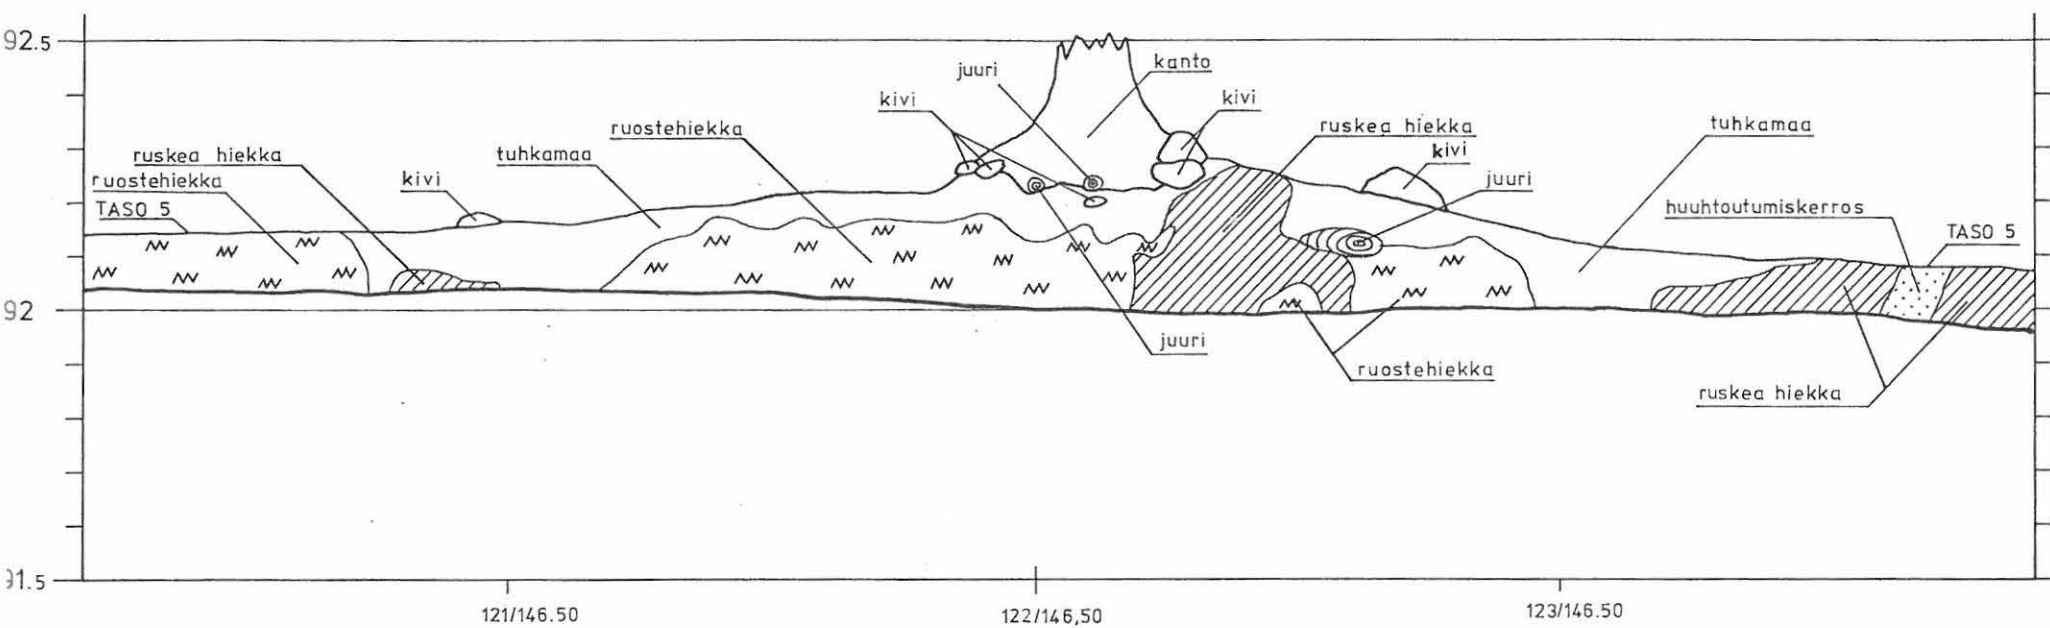 92.5
juuri
kanto
kivi
kivi
ruostehiekka
ruskea hiekka
tuhkamaa
ruskea hiekka
tuhkamaa
kivi
ruostehiekka
kivi
juuri
TASO 5
huuhtoutumiskerros
TASO 5
92
juuri
ruostehiekka
ruskea hiekka
91.5
121/146.50
122/146,50
123/146.50